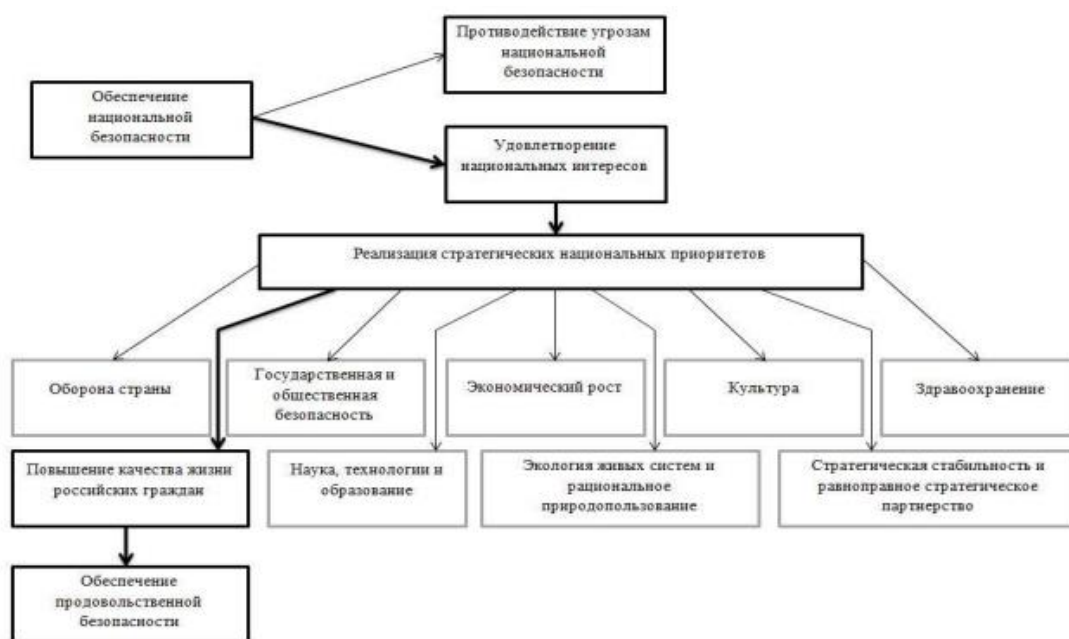 Противодействие угрозам
национальной
безопасности
Обеспечение
национальной
безопасности
Удовлетворение
национальных интересов
Реализация стратегических национальных приоритетов
Оборона страны
Государственная и
общественная
безопасность
Экономический рост
Культура
Здравоохранение
Повышение качества жизни
российских граждан
Наука, технологии и
образование
Экология живых систем и
рациональное
природопользование
Стратегическая стабильность и
равноправное стратегическое
партнерство
Обеспечение
продовольственной
безопасности